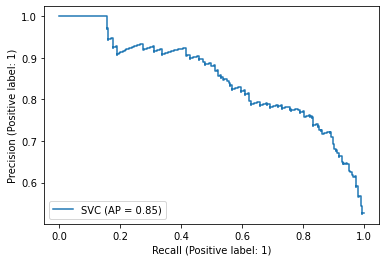 1.0
0.9
0.8
0.7
0.6
Precision (Positive label: 1)
SVC (AP = 0.85)
0.0 0.2 0.4 0.6 0.8 1.0
Recall (Positive label: 1)